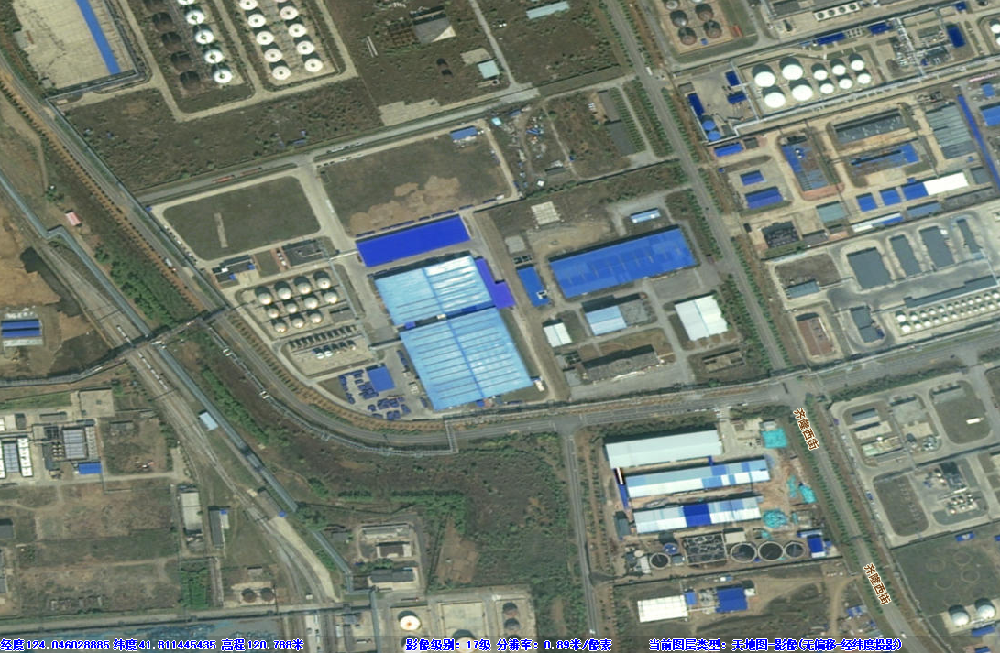 齐隆西街
齐隆西街
经度124.046028885 纬度41.811445435 高程120.788米 影像级别：17级 分辨率：0.89米/像素 当前图层类型：天地图-影像(无偏移-经纬度投影)